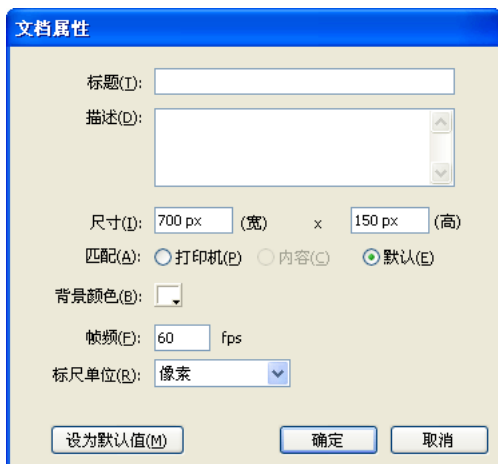 文档属性
标题(T):
描述(D):
尺寸(I): 700 px (宽) x 150 px (高)
匹配(A): 打印机(P) 内容(C) 默认(E)
背景颜色(B):
帧频(F): 60 fps
标尺单位(R): 像素
设为默认值(M) 确定 取消